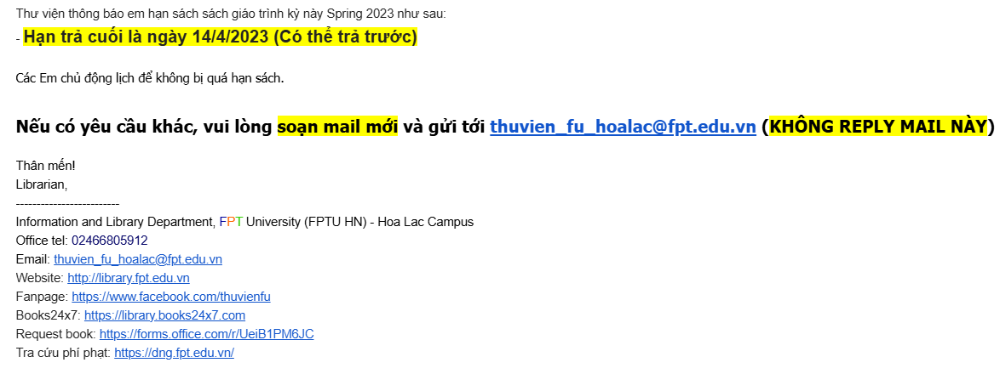 Thư viện thông báo em hạn sách sách giáo trình kỳ này Spring 2023 như sau:
- Hạn trả cuối là ngày 14/4/2023 (Có thể trả trước)
Các Em chủ động lịch để không bị quá hạn sách.
Nếu có yêu cầu khác, vui lòng soạn mail mới và gửi tới thuvien_fu_hoalac@fpt.edu.vn (KHÔNG REPLY MAIL NÀY)
Thân mến!
Librarian,
-------------------------
Information and Library Department, FPT University (FPTU HN) - Hoa Lac Campus
Office tel: 02466805912
Email: thuvien_fu_hoalac@fpt.edu.vn
Website: http://library.fpt.edu.vn
Fanpage: https://www.facebook.com/thuvienfu
Books24x7: https://library.books24x7.com
Request book: https://forms.office.com/r/UeiB1PM6JC
Tra cứu phí phạt: https://dng.fpt.edu.vn/